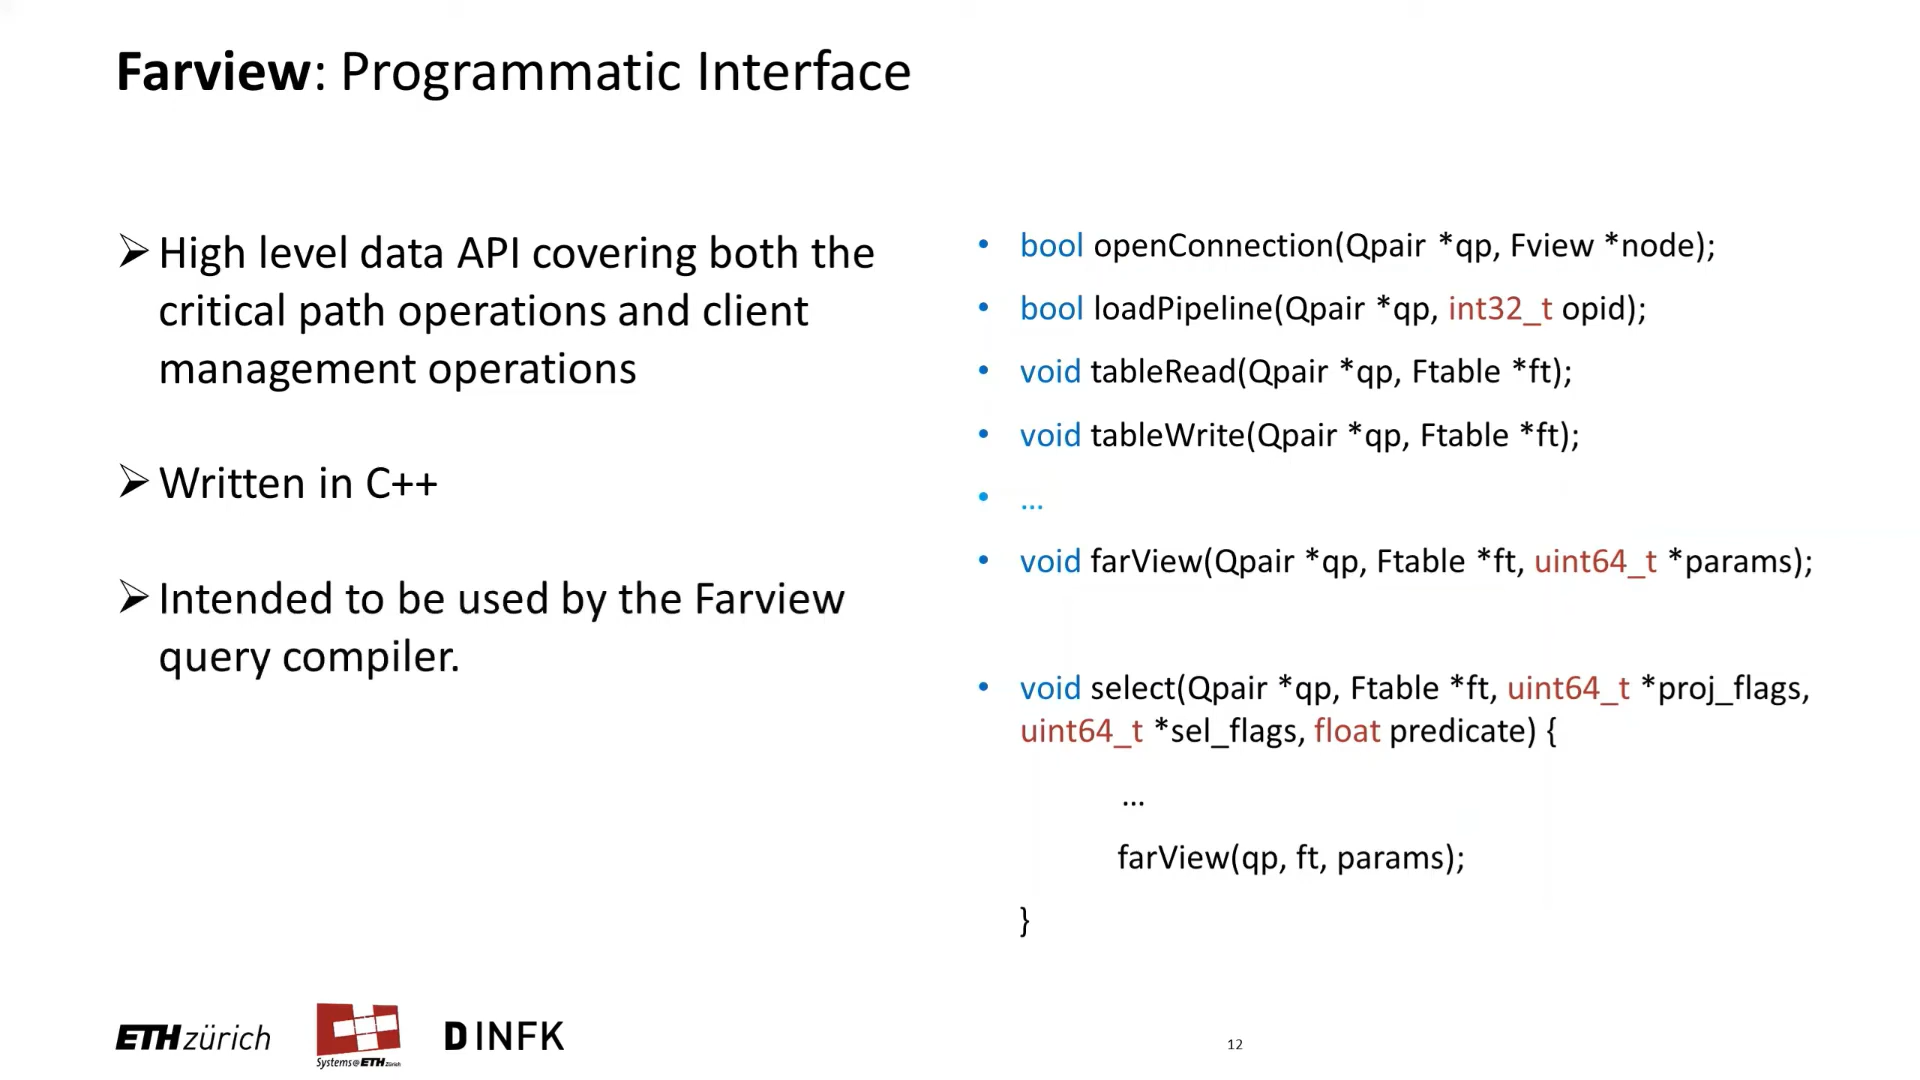 Farview: Programmatic Interface
➢ High level data API covering both the
critical path operations and client
management operations
➢ Written in C++
➢ Intended to be used by the Farview
query compiler.
• bool openConnection(Qpair *qp, Fview *node);
• bool loadPipeline(Qpair *qp, int32_t opid);
• void tableRead(Qpair *qp, Ftable *ft);
• void tableWrite(Qpair *qp, Ftable *ft);
• ...
• void farView(Qpair *qp, Ftable *ft, uint64_t *params);
• void select(Qpair *qp, Ftable *ft, uint64_t *proj_flags,
uint64_t *sel_flags, float predicate) {
...
farView(qp, ft, params);
}
ETH zürich
Systems@ETH Zürich
D INFK
12